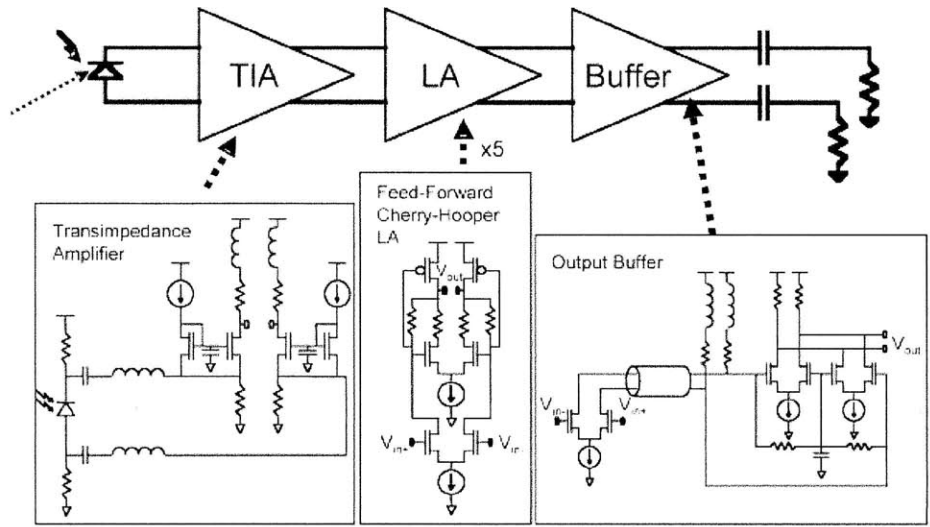 TIA
LA
Buffer
x5
Transimpedance
Amplifier
Feed-Forward
Cherry-Hooper
LA
Vout
Vin+
Vin-
Output Buffer
Vin-
Vin+
Vout